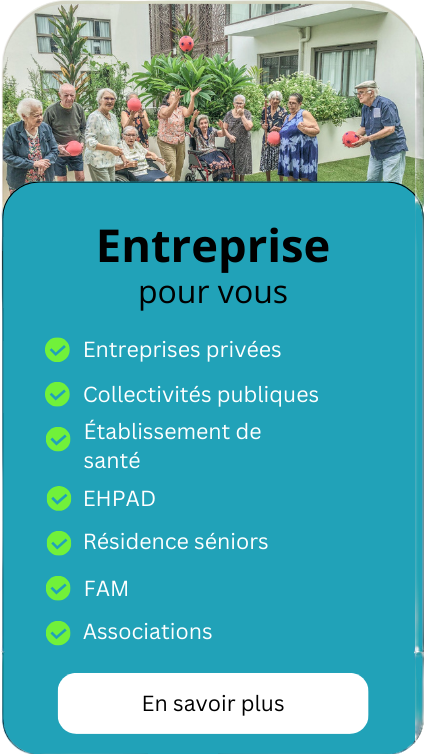 Entreprise
pour vous
Entreprises privées
Collectivités publiques
Établissement de
santé
EHPAD
Résidence séniors
FAM
Associations
En savoir plus